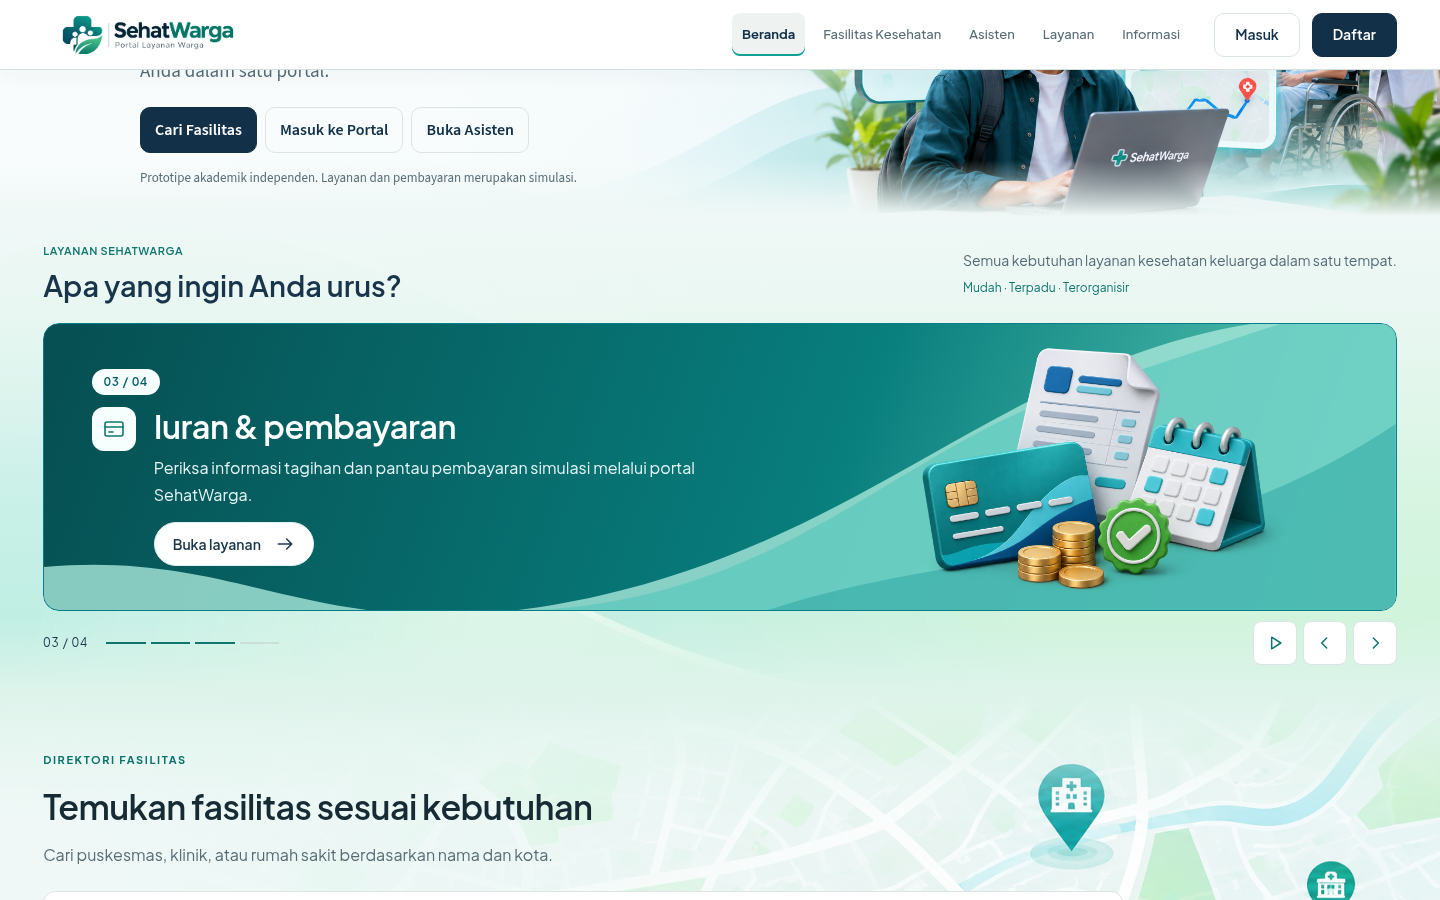 SehatWarga
Portal Layanan Warga
Beranda
Fasilitas Kesehatan
Asisten
Layanan
Informasi
Masuk
Daftar
Anda dalam satu portal.
Cari Fasilitas
Masuk ke Portal
Buka Asisten
Prototipe akademik independen. Layanan dan pembayaran merupakan simulasi.
SehatWarga
LAYANAN SEHATWARGA
Apa yang ingin Anda urus?
Semua kebutuhan layanan kesehatan keluarga dalam satu tempat.
Mudah · Terpadu · Terorganisir
03 / 04
Iuran & pembayaran
Periksa informasi tagihan dan pantau pembayaran simulasi melalui portal
SehatWarga.
Buka layanan
03 / 04
DIREKTORI FASILITAS
Temukan fasilitas sesuai kebutuhan
Cari puskesmas, klinik, atau rumah sakit berdasarkan nama dan kota.